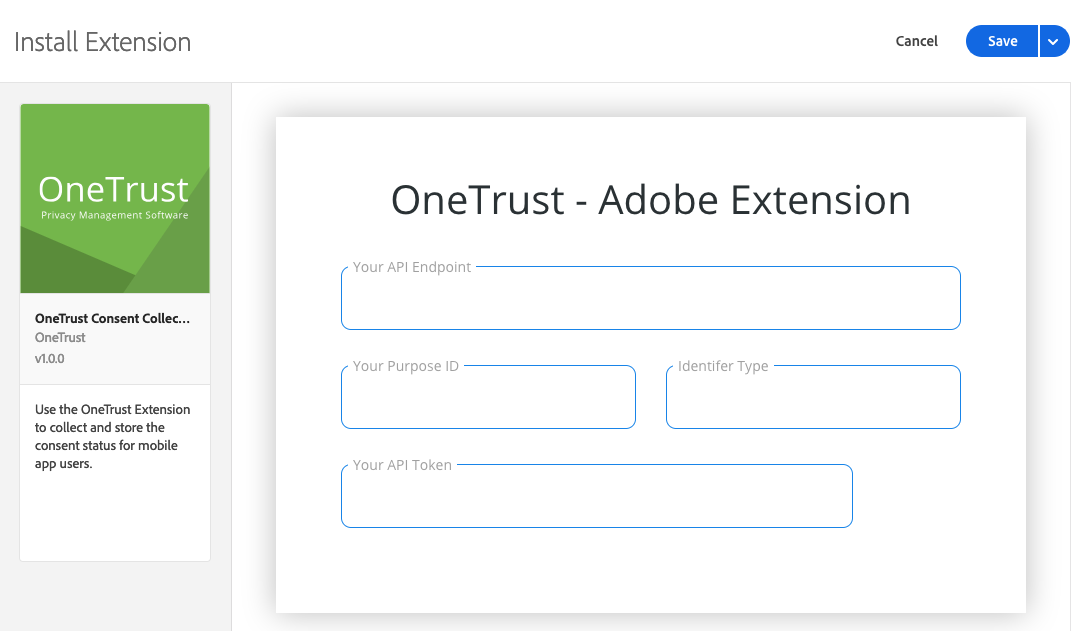 Install Extension
Cancel
Save
OneTrust
Privacy Management Software
OneTrust Consent Collec...
OneTrust
v1.0.0
Use the OneTrust Extension
to collect and store the
consent status for mobile
app users.
OneTrust - Adobe Extension
Your API Endpoint
Your Purpose ID
Identifer Type
Your API Token